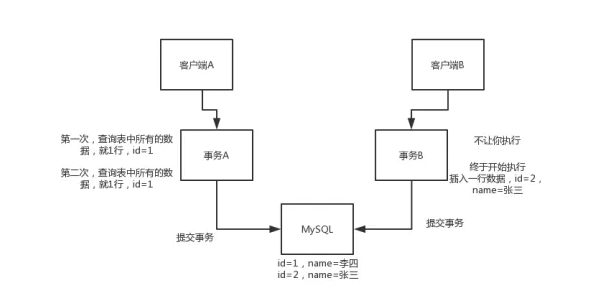 客户端A
客户端B
第一次，查询表中所有的数
据，就1行，id=1
第二次，查询表中所有的数
据，就1行，id=1
事务A
事务B
不让你执行
终于开始执行
插入一行数据，id=2，
name=张三
提交事务
MySQL
提交事务
id=1，name=李四
id=2，name=张三